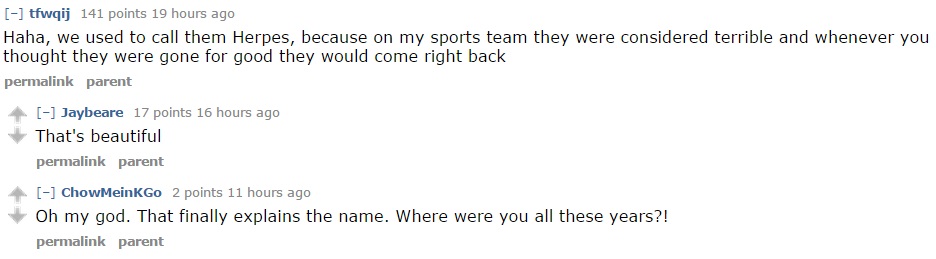 [–] tfwqij 141 points 19 hours ago
Haha, we used to call them Herpes, because on my sports team they were considered terrible and whenever you
thought they were gone for good they would come right back
permalink parent
[–] Jaybeare 17 points 16 hours ago
That's beautiful
permalink parent
[–] ChowMeinKGo 2 points 11 hours ago
Oh my god. That finally explains the name. Where were you all these years?!
permalink parent